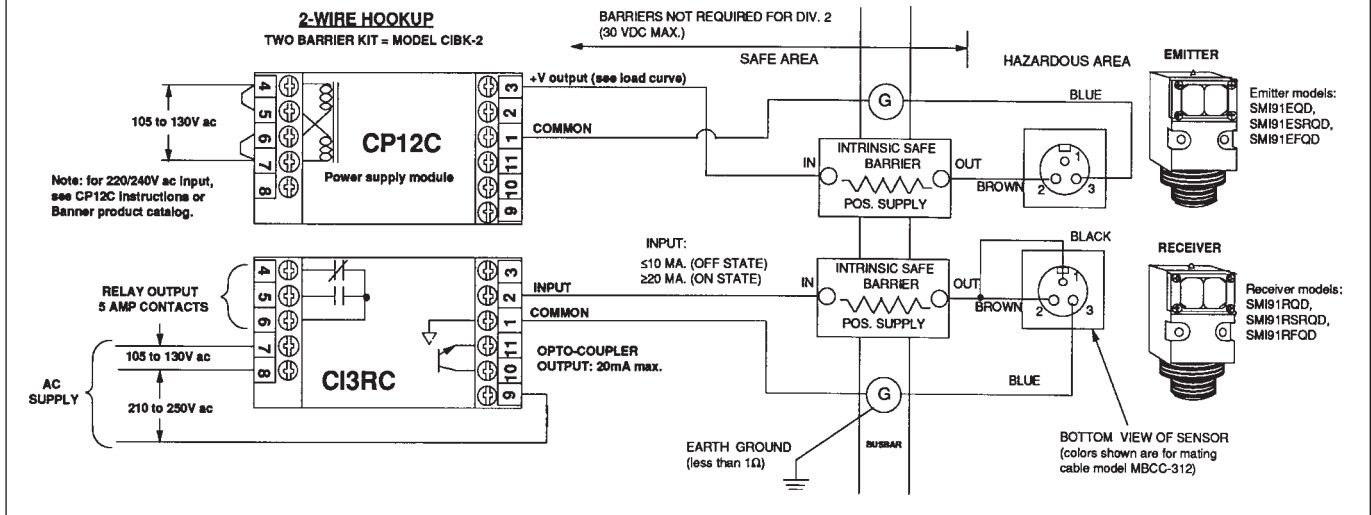 2-WIRE HOOKUP
TWO BARRIER KIT = MODEL CIBK-2
BARRIERS NOT REQUIRED FOR DIV. 2
(30 VDC MAX.)
SAFE AREA
HAZARDOUS AREA
EMITTER
Emitter models:
SMI91EQD,
SMI91ESRQD,
SMI91EFQD
105 to 130V ac
4
5
6
7
8
CP12C
Power supply module
3
2
1
11
10
9
+V output (see load curve)
COMMON
G
BLUE
IN
INTRINSIC SAFE
BARRIER
POS. SUPPLY
OUT
BROWN
1
2
3
Note: for 220/240V ac input,
see CP12C instructions or
Banner product catalog.
RELAY OUTPUT
5 AMP CONTACTS
4
5
6
7
8
CI3RC
3
2
1
11
10
9
INPUT:
≤10 MA. (OFF STATE)
≥20 MA. (ON STATE)
INPUT
COMMON
OPTO-COUPLER
OUTPUT: 20mA max.
IN
INTRINSIC SAFE
BARRIER
POS. SUPPLY
OUT
BROWN
BLACK
1
2
3
BLUE
RECEIVER
Receiver models:
SMI91RQD,
SMI91RSRQD,
SMI91RFQD
AC
SUPPLY
105 to 130V ac
210 to 250V ac
G
EARTH GROUND
(less than 1Ω)
BUSBAR
BOTTOM VIEW OF SENSOR
(colors shown are for mating
cable model MBCC-312)